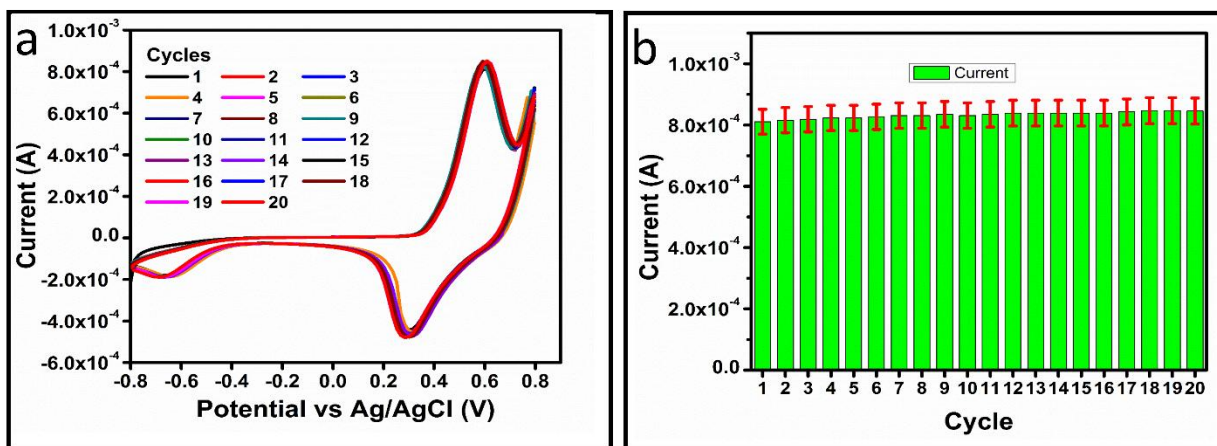 a
Cycles
1 2 3
4 5 6
7 8 9
10 11 12
13 14 15
16 17 18
19 20
1.0x10⁻³
8.0x10⁻⁴
6.0x10⁻⁴
4.0x10⁻⁴
2.0x10⁻⁴
0.0
-2.0x10⁻⁴
-4.0x10⁻⁴
-6.0x10⁻⁴
Current (A)
-0.8 -0.6 -0.4 -0.2 0.0 0.2 0.4 0.6 0.8
Potential vs Ag/AgCl (V)
b
Current
1.0x10⁻³
8.0x10⁻⁴
6.0x10⁻⁴
4.0x10⁻⁴
2.0x10⁻⁴
0.0
Current (A)
1 2 3 4 5 6 7 8 9 10 11 12 13 14 15 16 17 18 19 20
Cycle